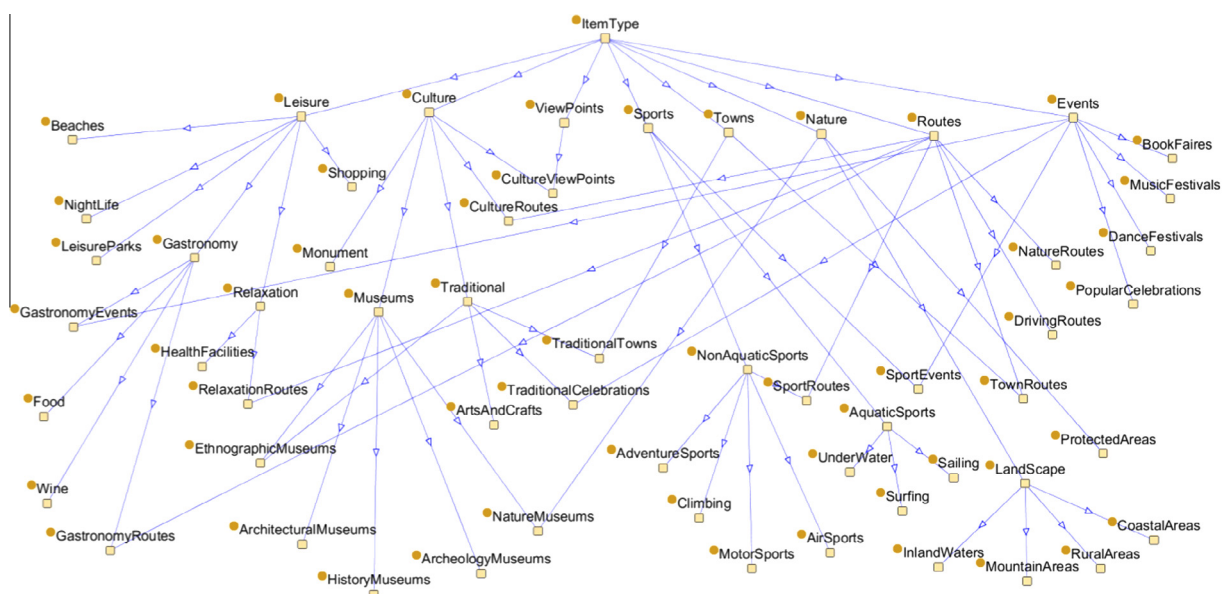 ItemType
Leisure
Culture
ViewPoints
Sports
Towns
Nature
Routes
Events
Beaches
BookFaires
Shopping
CultureViewPoints
MusicFestivals
NightLife
CultureRoutes
LeisureParks
Gastronomy
Monument
NatureRoutes
DanceFestivals
GastronomyEvents
Relaxation
Museums
Traditional
PopularCelebrations
DrivingRoutes
HealthFacilities
TraditionalTowns
NonAquaticSports
RelaxationRoutes
TraditionalCelebrations
SportRoutes
SportEvents
TownRoutes
Food
ArtsAndCrafts
AquaticSports
EthnographicMuseums
AdventureSports
UnderWater
Sailing
ProtectedAreas
LandScape
Wine
Climbing
Surfing
GastronomyRoutes
ArchitecturalMuseums
NatureMuseums
CoastalAreas
HistoryMuseums
ArcheologyMuseums
MotorSports
AirSports
InlandWaters
MountainAreas
RuralAreas